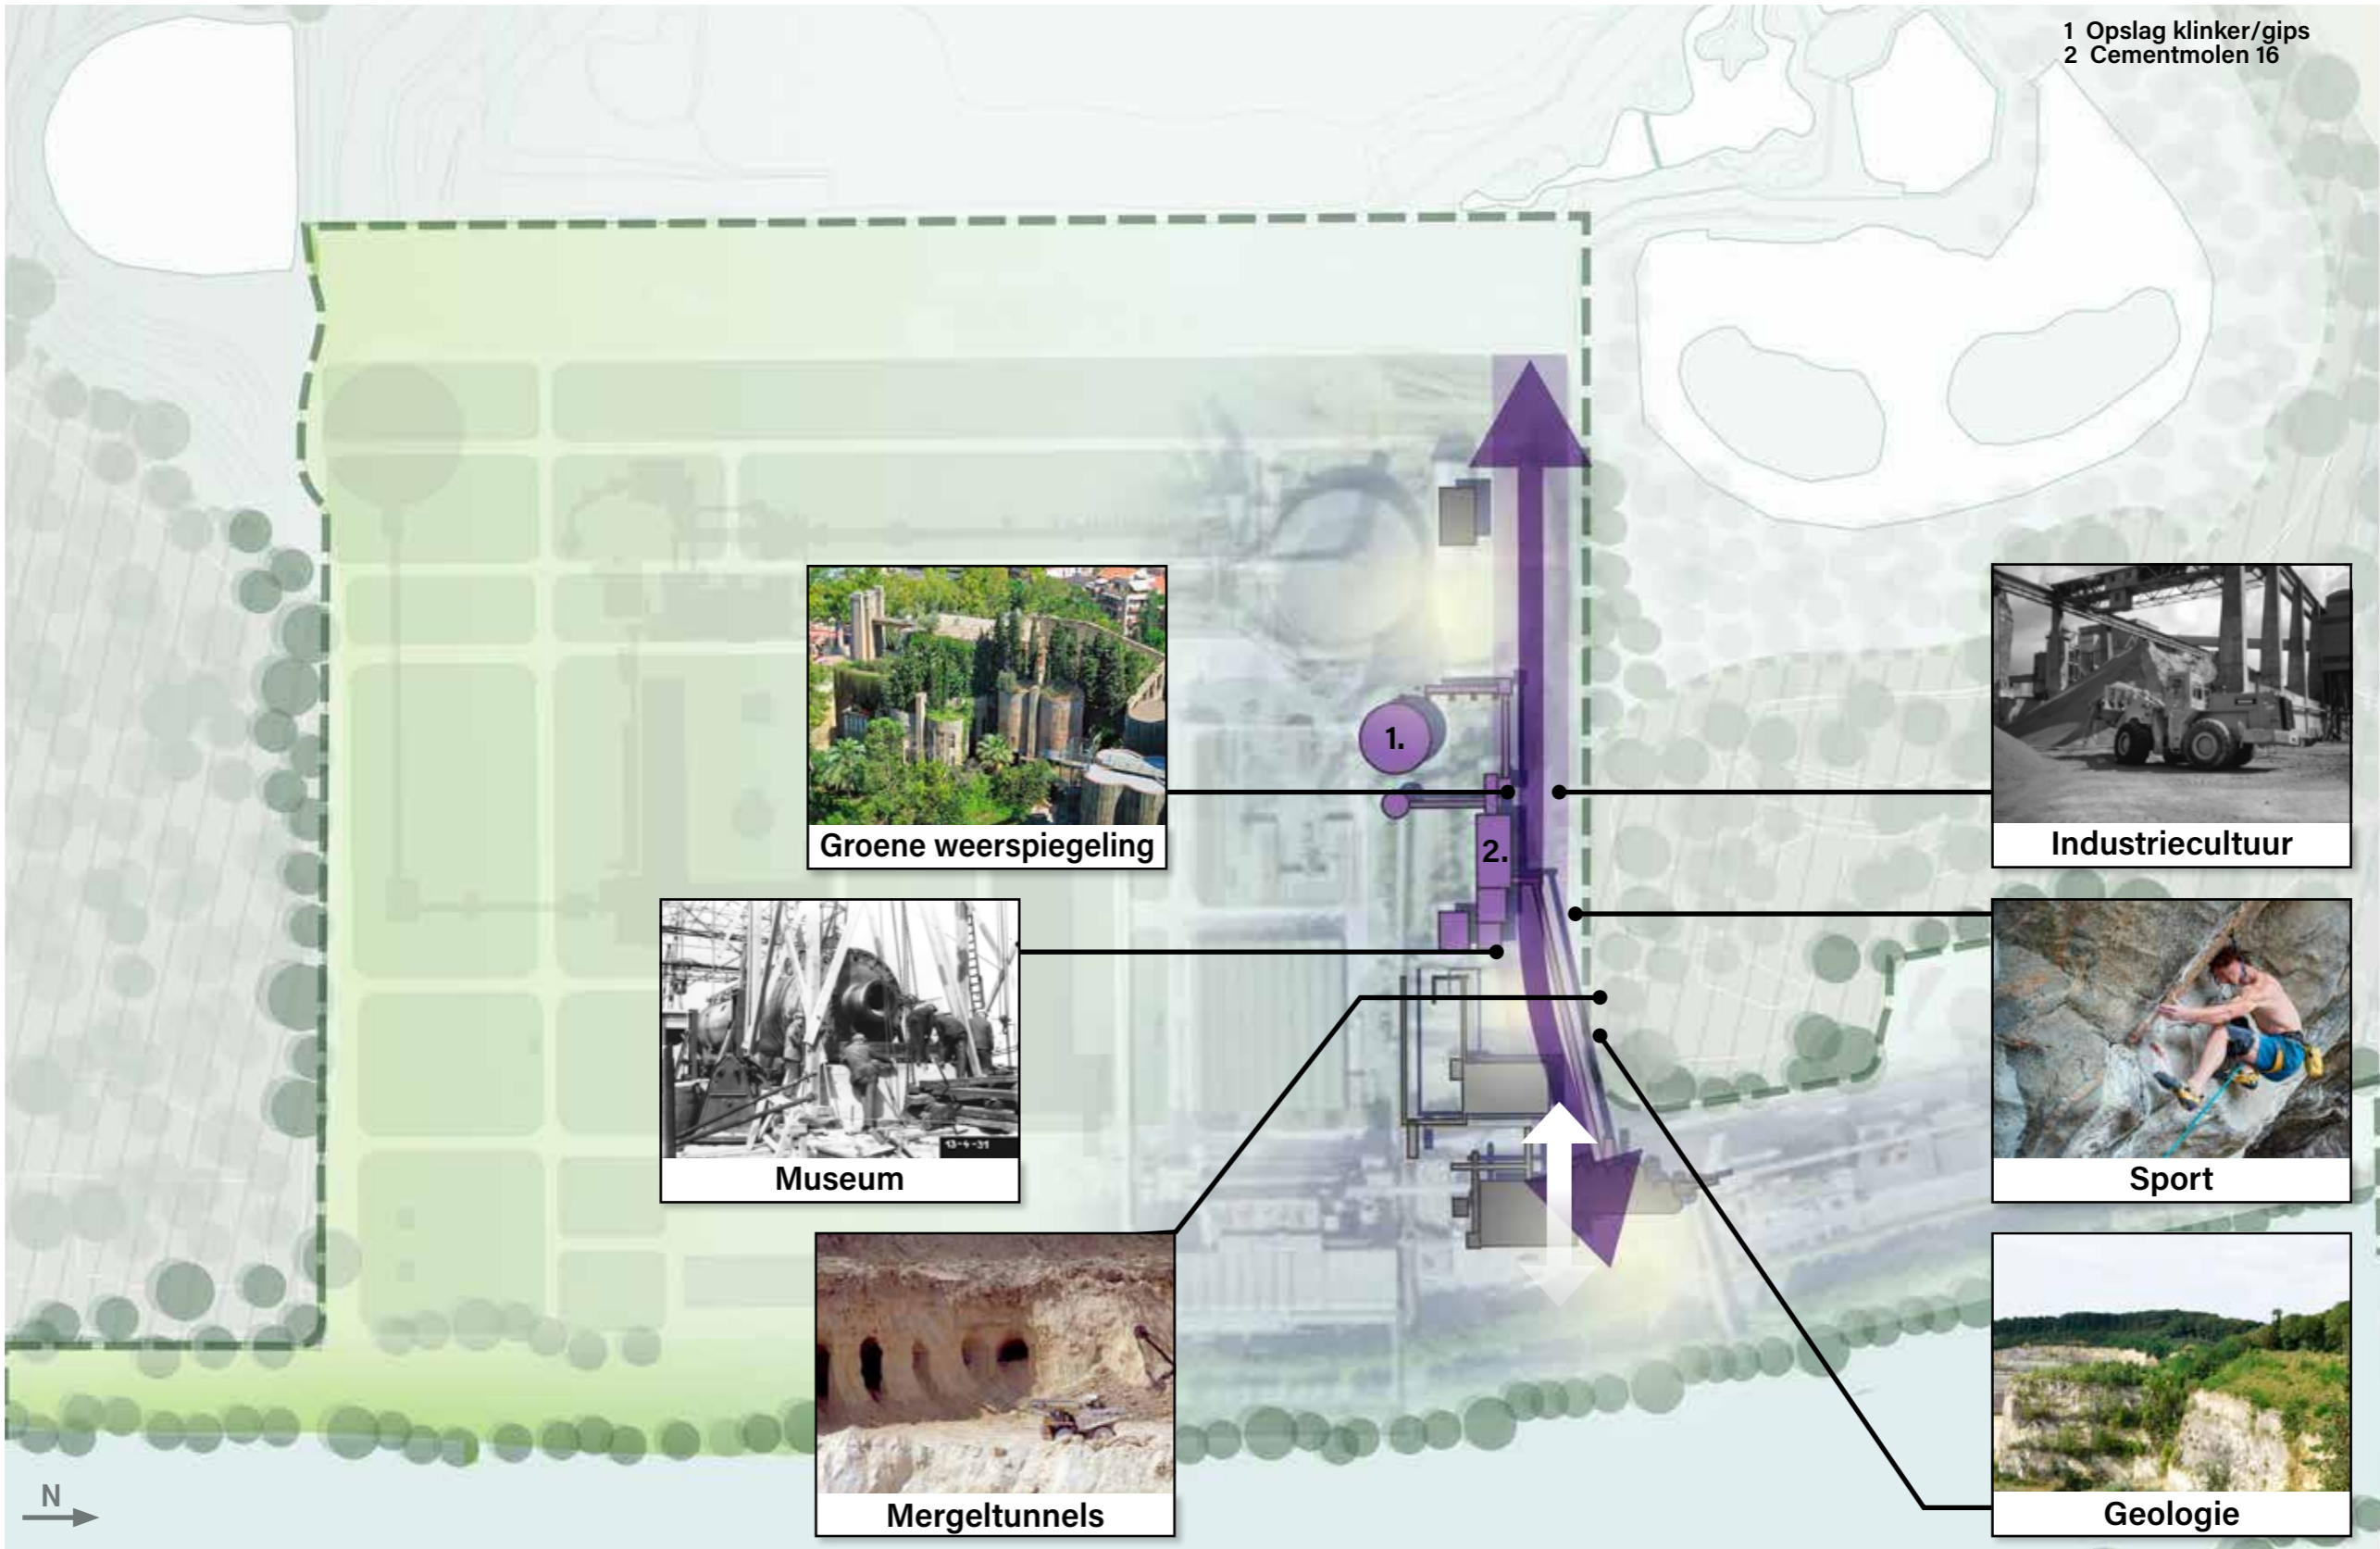 1 Opslag klinker/gips
2 Cementmolen 16
1.
Groene weerspiegeling
2.
Industriecultuur
13-4-31
Museum
Sport
Mergeltunnels
Geologie
N